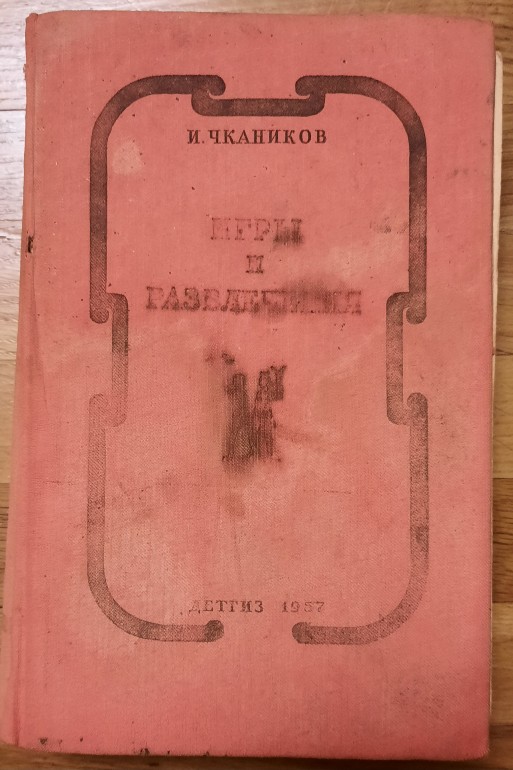 И. ЧКАНИКОВ
ИГРЫ
И
РАЗВЛЕЧЕНИЯ
ДЕТГИЗ 1957